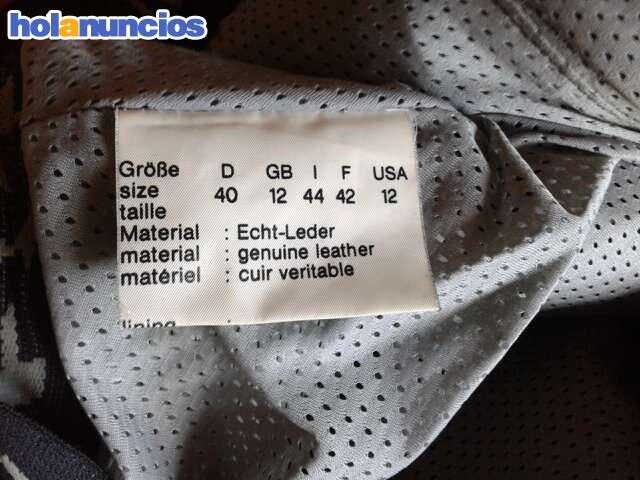 holanuncios
Größe D GB I F USA
size 40 12 44 42 12
taille
Material : Echt-Leder
material : genuine leather
matériel : cuir veritable
lining